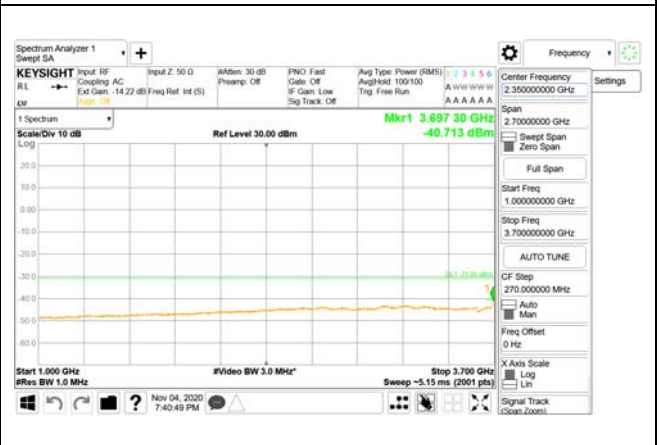 Spectrum Analyzer 1
Swept SA
Frequency
KEYSIGHT Input: RF Input Z: 50 Ω #Atten: 30 dB PNO: Fast Avg Type: Power (RMS) 1 2 3 4 5 6
RL Coupling: AC Preamp: Off Gate: Off Avg|Hold: 100/100 A W W W W W
Ext Gain: -14.22 dB Freq Ref: Int (S) IF Gain: Low Trig: Free Run
Align: Off Sig Track: Off A A A A A A
1 Spectrum
Mkr1 3.697 30 GHz
Scale/Div 10 dB Ref Level 30.00 dBm -40.713 dBm
Log
20.0
10.0
0.00
-10.0
-20.0
-30.0
-40.0
-50.0
-60.0
1
Start 1.000 GHz #Video BW 3.0 MHz* Stop 3.700 GHz
#Res BW 1.0 MHz Sweep ~5.15 ms (2001 pts)
Nov 04, 2020
7:40:49 PM
Center Frequency
2.350000000 GHz
Settings
Span
2.70000000 GHz
Swept Span
Zero Span
Full Span
Start Freq
1.000000000 GHz
Stop Freq
3.700000000 GHz
AUTO TUNE
CF Step
270.000000 MHz
Auto
Man
Freq Offset
0 Hz
X Axis Scale
Log
Lin
Signal Track
(Span Zoom)